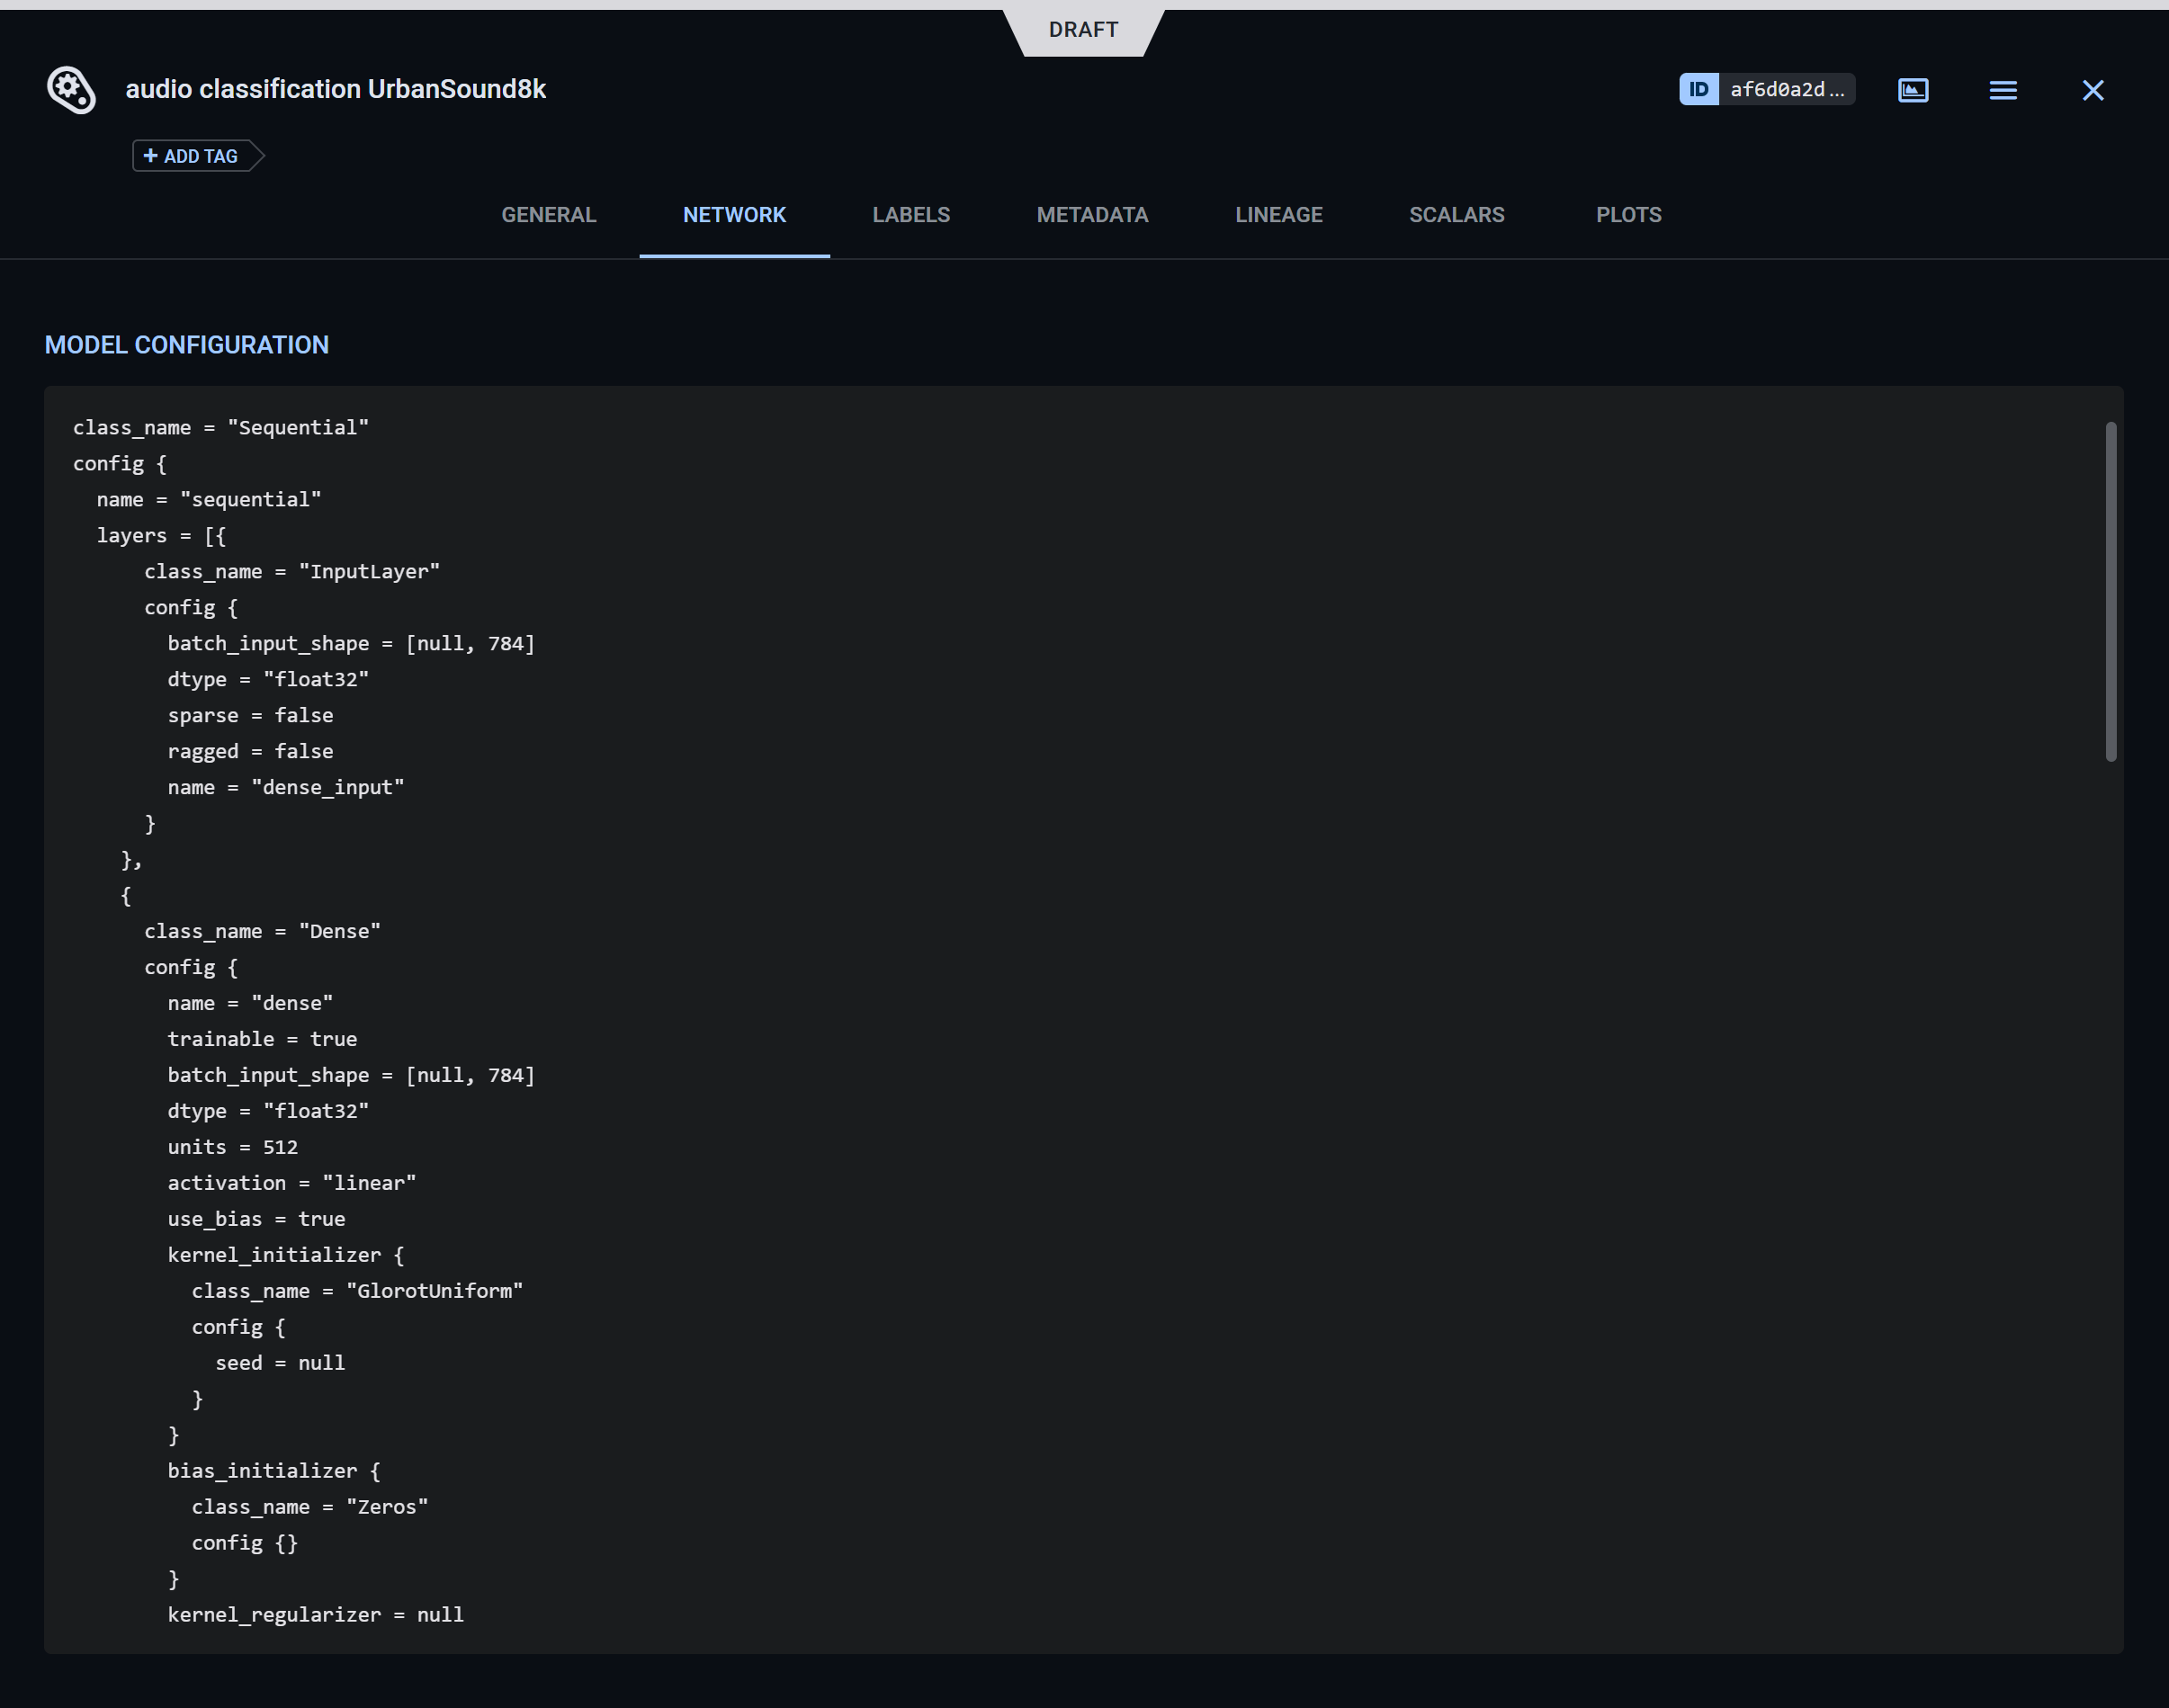 DRAFT
audio classification UrbanSound8k
ID af6d0a2d...
+ ADD TAG
GENERAL NETWORK LABELS METADATA LINEAGE SCALARS PLOTS
MODEL CONFIGURATION
class_name = "Sequential"
config {
  name = "sequential"
  layers = [{
      class_name = "InputLayer"
      config {
        batch_input_shape = [null, 784]
        dtype = "float32"
        sparse = false
        ragged = false
        name = "dense_input"
      }
    },
    {
      class_name = "Dense"
      config {
        name = "dense"
        trainable = true
        batch_input_shape = [null, 784]
        dtype = "float32"
        units = 512
        activation = "linear"
        use_bias = true
        kernel_initializer {
          class_name = "GlorotUniform"
          config {
            seed = null
          }
        }
        bias_initializer {
          class_name = "Zeros"
          config {}
        }
        kernel_regularizer = null